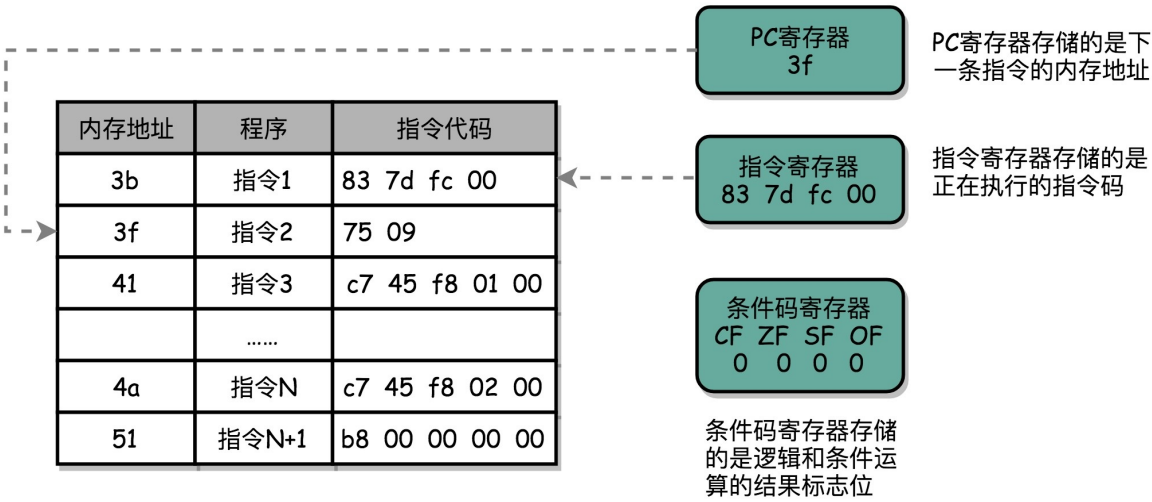 PC寄存器
3f
PC寄存器存储的是下
一条指令的内存地址
内存地址 程序 指令代码
3b 指令1 83 7d fc 00
3f 指令2 75 09
41 指令3 c7 45 f8 01 00
......
4a 指令N c7 45 f8 02 00
51 指令N+1 b8 00 00 00 00
指令寄存器
83 7d fc 00
指令寄存器存储的是
正在执行的指令码
条件码寄存器
CF ZF SF OF
0 0 0 0
条件码寄存器存储
的是逻辑和条件运
算的结果标志位